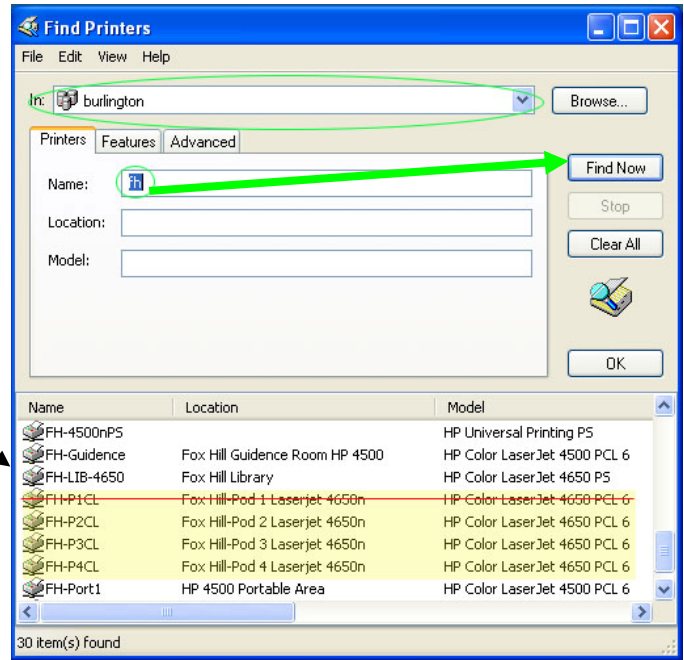 Find Printers
File Edit View Help
In: burlington Browse...
Printers Features Advanced
Name: fh Find Now
Location: Stop
Model: Clear All
OK
Name Location Model
FH-4500nPS HP Universal Printing PS
FH-Guidence Fox Hill Guidence Room HP 4500 HP Color LaserJet 4500 PCL 6
FH-LIB-4650 Fox Hill Library HP Color LaserJet 4650 PS
FH-P1CL Fox Hill-Pod 1 Laserjet 4650n HP Color LaserJet 4650 PCL 6
FH-P2CL Fox Hill-Pod 2 Laserjet 4650n HP Color LaserJet 4650 PCL 6
FH-P3CL Fox Hill-Pod 3 Laserjet 4650n HP Color LaserJet 4650 PCL 6
FH-P4CL Fox Hill-Pod 4 Laserjet 4650n HP Color LaserJet 4650 PCL 6
FH-Port1 HP 4500 Portable Area HP Color LaserJet 4500 PCL 6
30 item(s) found